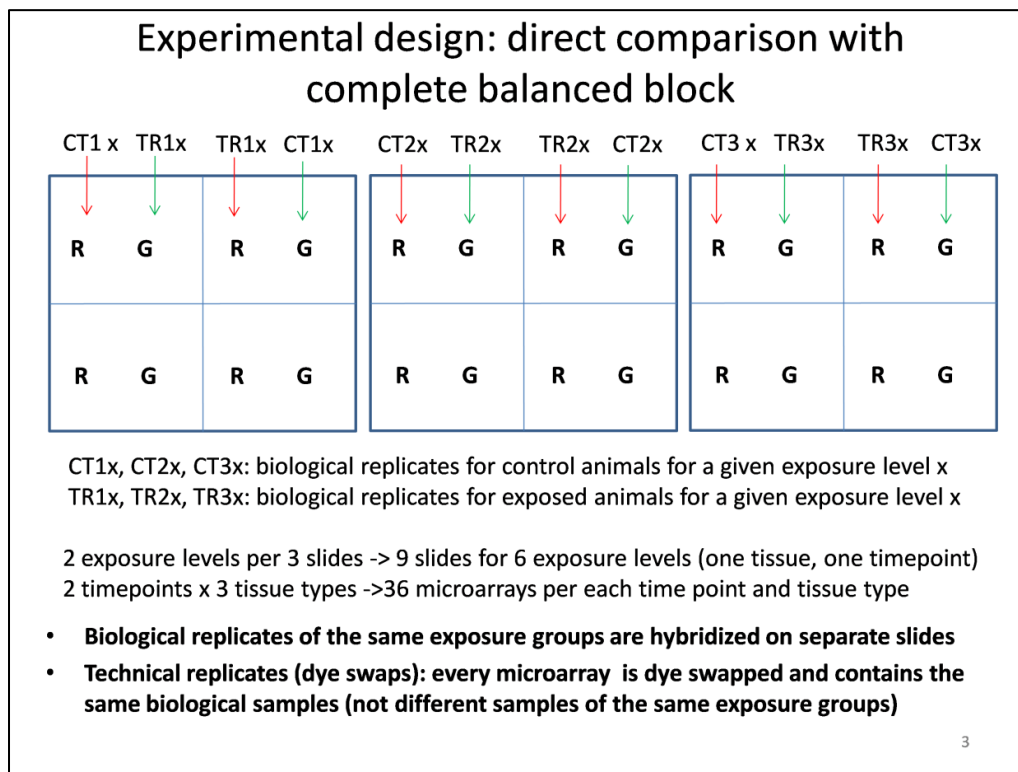 Experimental design: direct comparison with
complete balanced block
CT1 x TR1x TR1x CT1x CT2x TR2x TR2x CT2x CT3 x TR3x TR3x CT3x
R G R G R G R G R G R G
R G R G R G R G R G R G
CT1x, CT2x, CT3x: biological replicates for control animals for a given exposure level x
TR1x, TR2x, TR3x: biological replicates for exposed animals for a given exposure level x
2 exposure levels per 3 slides -> 9 slides for 6 exposure levels (one tissue, one timepoint)
2 timepoints x 3 tissue types ->36 microarrays per each time point and tissue type
• Biological replicates of the same exposure groups are hybridized on separate slides
• Technical replicates (dye swaps): every microarray is dye swapped and contains the
same biological samples (not different samples of the same exposure groups)
3